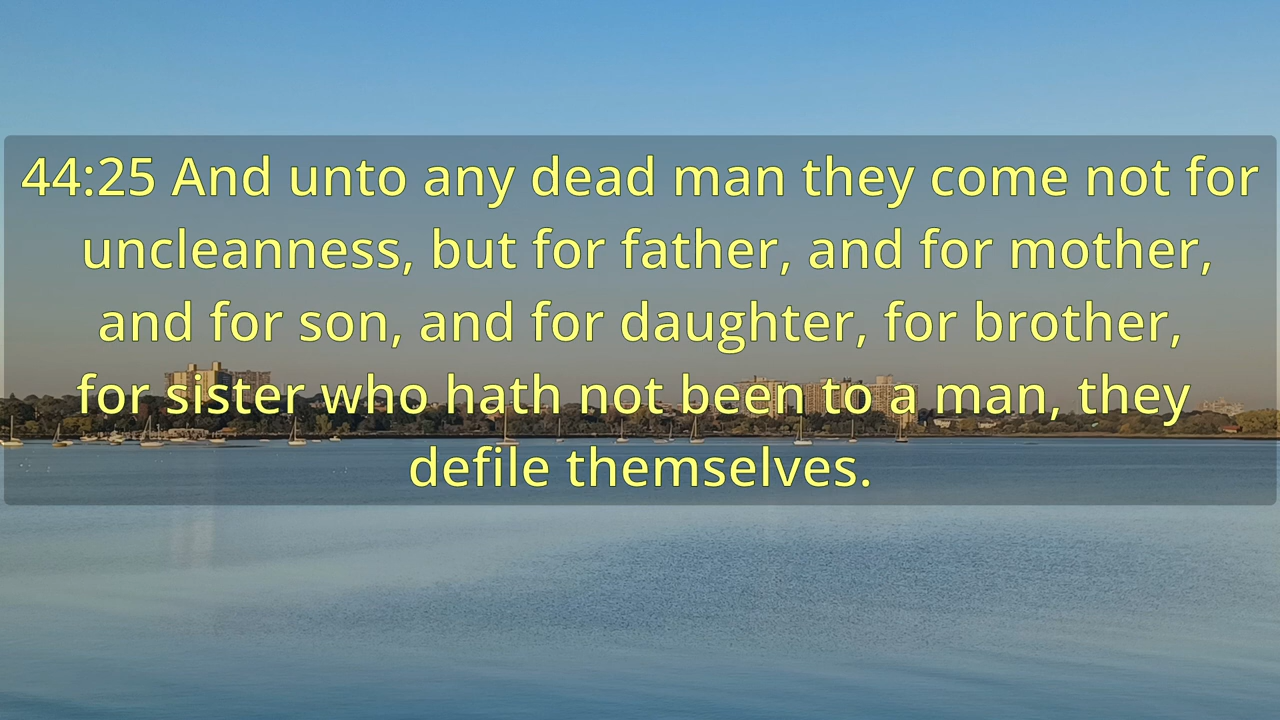 44:25 And unto any dead man they come not for
uncleanness, but for father, and for mother,
and for son, and for daughter, for brother,
for sister who hath not been to a man, they
defile themselves.